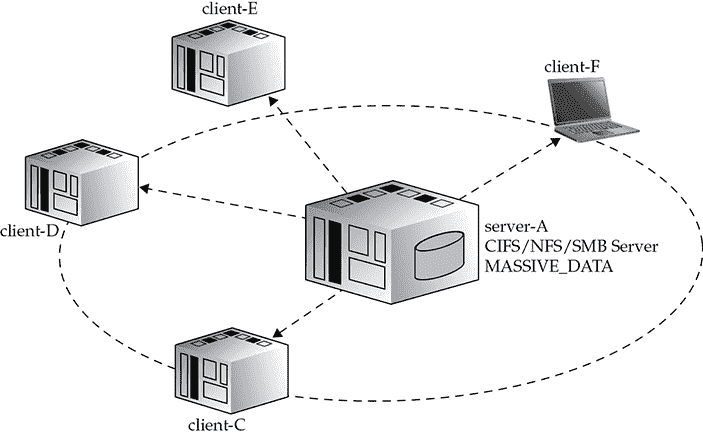 client-E
client-F
client-D
server-A
CIFS/NFS/SMB Server
MASSIVE_DATA
client-C